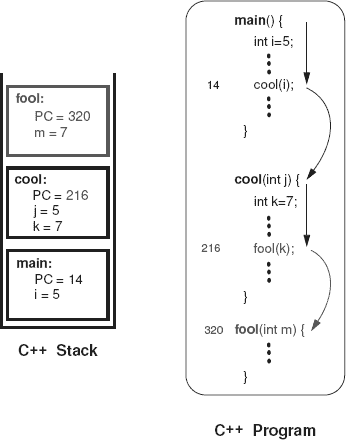 fool:
PC = 320
m = 7
cool:
PC = 216
j = 5
k = 7
main:
PC = 14
i = 5
C++ Stack
main() {
int i=5;
14 cool(i);
}
cool(int j) {
int k=7;
216 fool(k);
}
320 fool(int m) {
}
C++ Program